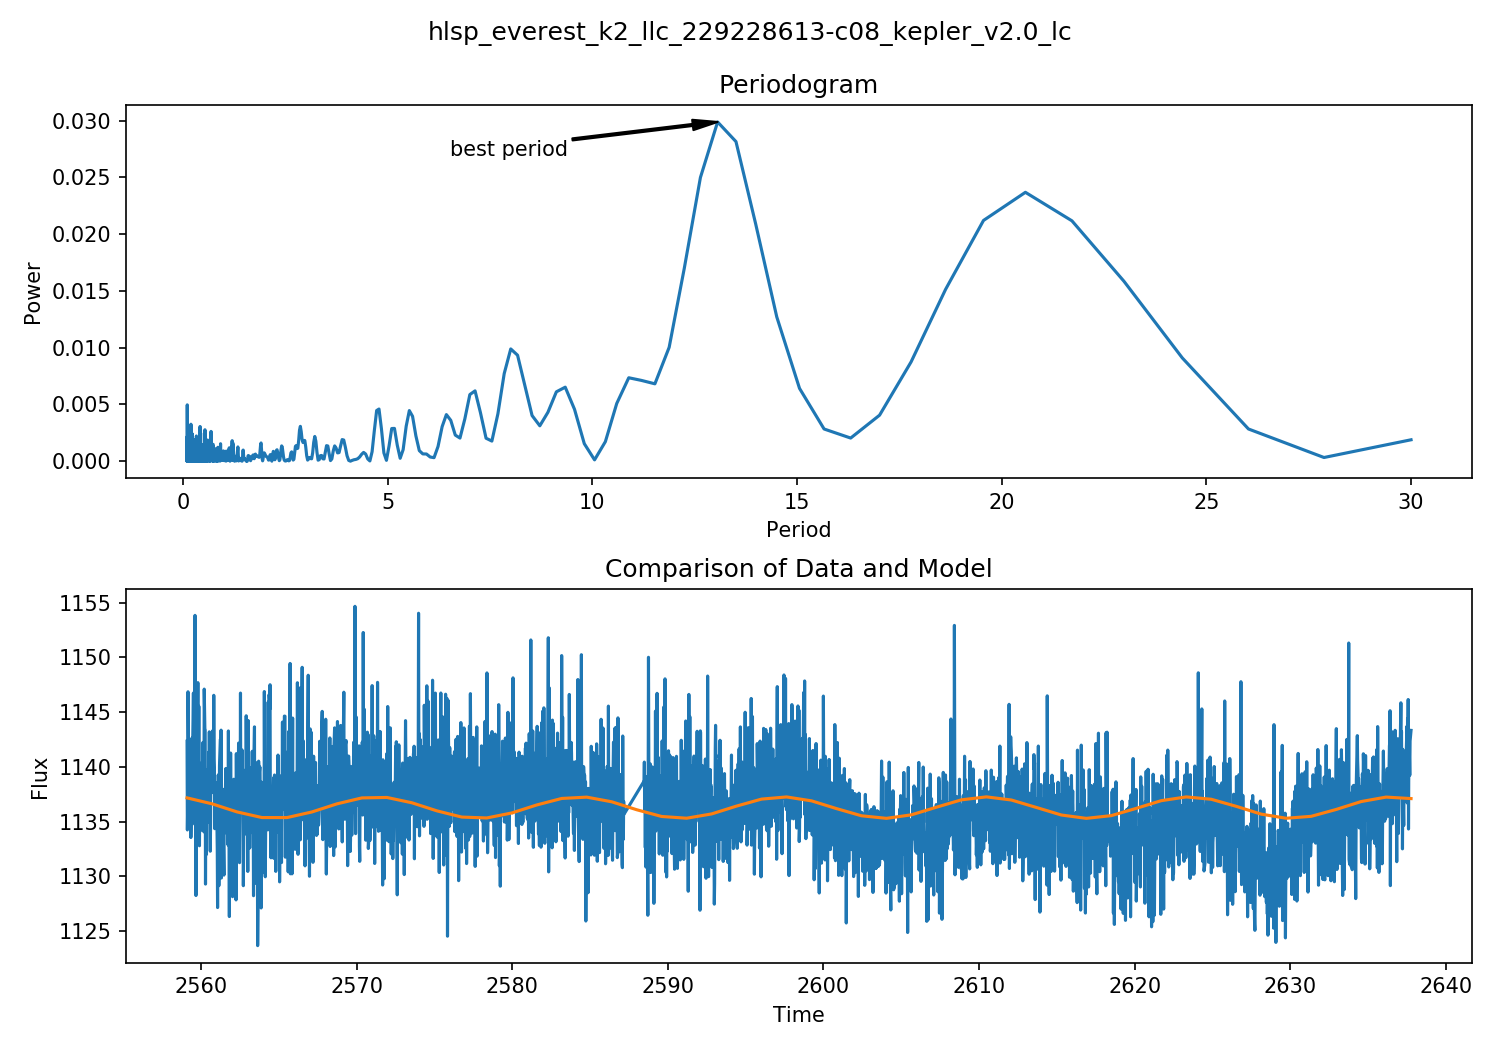 hlsp_everest_k2_llc_229228613-c08_kepler_v2.0_lc
Periodogram
0.030
0.025
0.020
0.015
0.010
0.005
0.000
Power
best period
0 5 10 15 20 25 30
Period
Comparison of Data and Model
1155
1150
1145
1140
1135
1130
1125
Flux
2560 2570 2580 2590 2600 2610 2620 2630 2640
Time